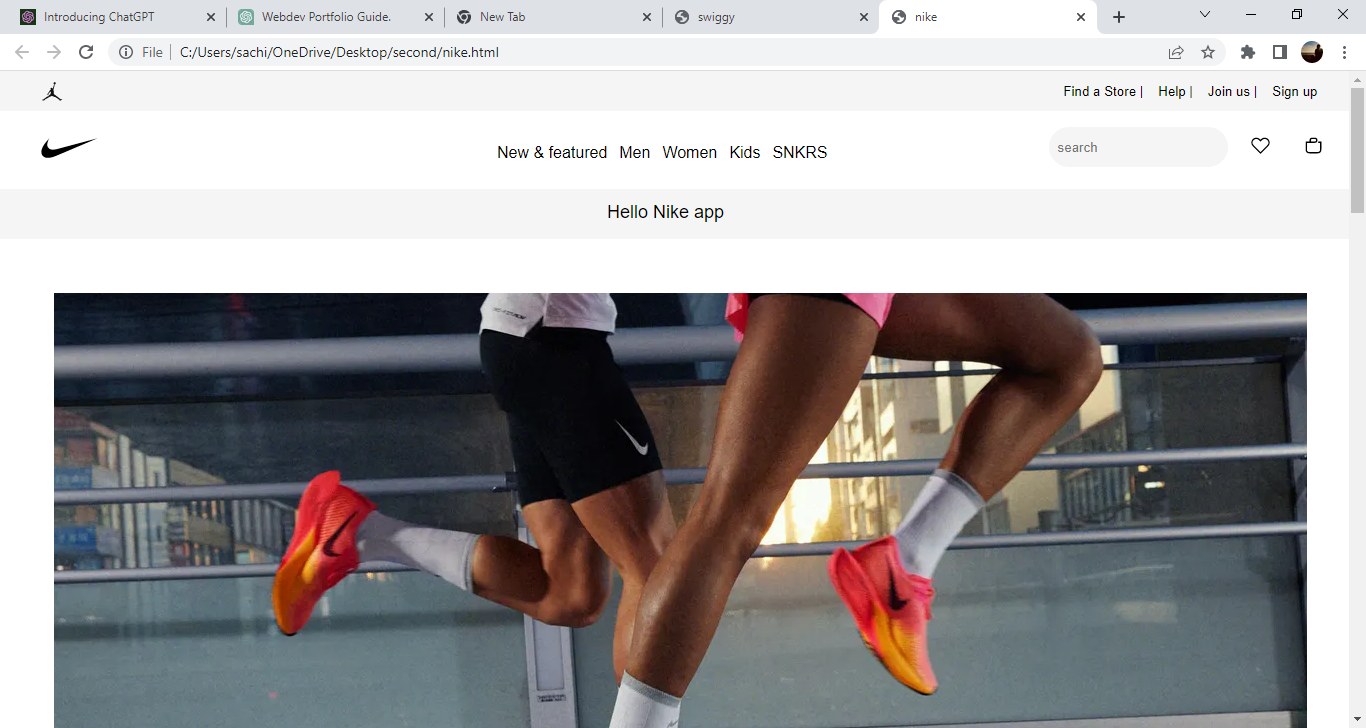 Introducing ChatGPT
Webdev Portfolio Guide.
New Tab
swiggy
nike
File
C:/Users/sachi/OneDrive/Desktop/second/nike.html
Find a Store | Help | Join us | Sign up
New & featured Men Women Kids SNKRS
search
Hello Nike app